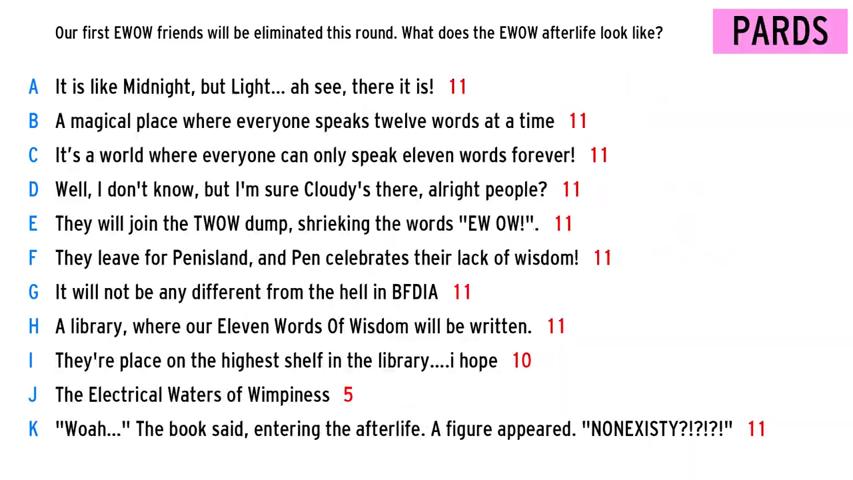 Our first EWOW friends will be eliminated this round. What does the EWOW afterlife look like?
PARDS
A It is like Midnight, but Light... ah see, there it is! 11
B A magical place where everyone speaks twelve words at a time 11
C It's a world where everyone can only speak eleven words forever! 11
D Well, I don't know, but I'm sure Cloudy's there, alright people? 11
E They will join the TWOW dump, shrieking the words "EW OW!". 11
F They leave for Penisland, and Pen celebrates their lack of wisdom! 11
G It will not be any different from the hell in BFDIA 11
H A library, where our Eleven Words Of Wisdom will be written. 11
I They're place on the highest shelf in the library....i hope 10
J The Electrical Waters of Wimpiness 5
K "Woah..." The book said, entering the afterlife. A figure appeared. "NONEXISTY?!?!?!" 11